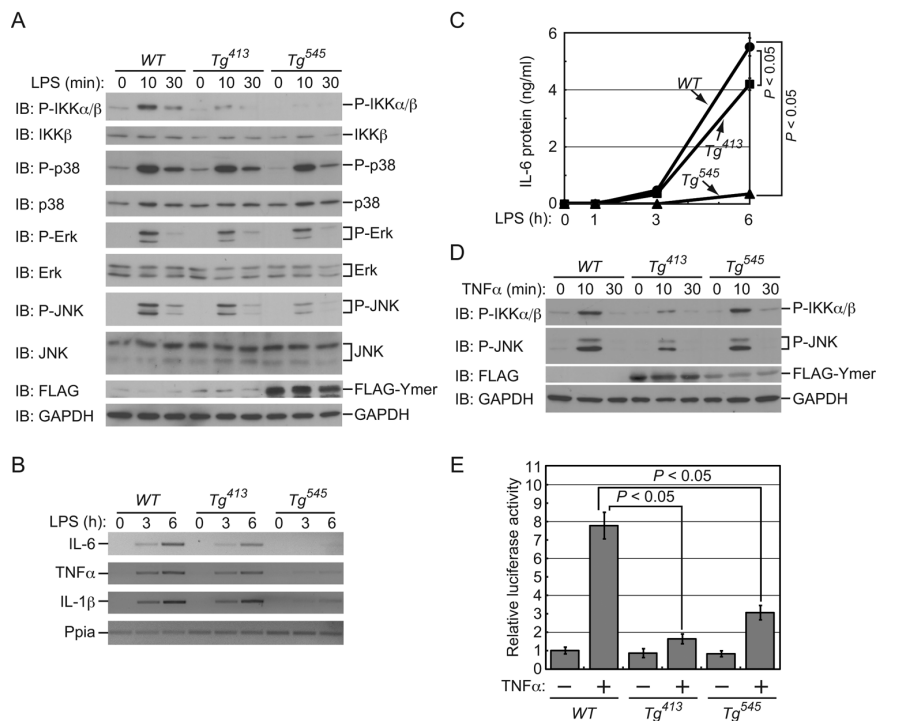 A
WT Tg413 Tg545
LPS (min): 0 10 30 0 10 30 0 10 30
IB: P-IKKα/β P-IKKα/β
IB: IKKβ IKKβ
IB: P-p38 P-p38
IB: p38 p38
IB: P-Erk P-Erk
IB: Erk Erk
IB: P-JNK P-JNK
IB: JNK JNK
IB: FLAG FLAG-Ymer
IB: GAPDH GAPDH
B
WT Tg413 Tg545
LPS (h): 0 3 6 0 3 6 0 3 6
IL-6
TNFα
IL-1β
Ppia
C
IL-6 protein (ng/ml)
6
4
2
0
WT
Tg413
Tg545
P < 0.05
P < 0.05
LPS (h): 0 1 3 6
D
WT Tg413 Tg545
TNFα (min): 0 10 30 0 10 30 0 10 30
IB: P-IKKα/β P-IKKα/β
IB: P-JNK P-JNK
IB: FLAG FLAG-Ymer
IB: GAPDH GAPDH
E
Relative luciferase activity
11
10
9
8
7
6
5
4
3
2
1
0
P < 0.05
P < 0.05
TNFα: − + − + − +
WT Tg413 Tg545